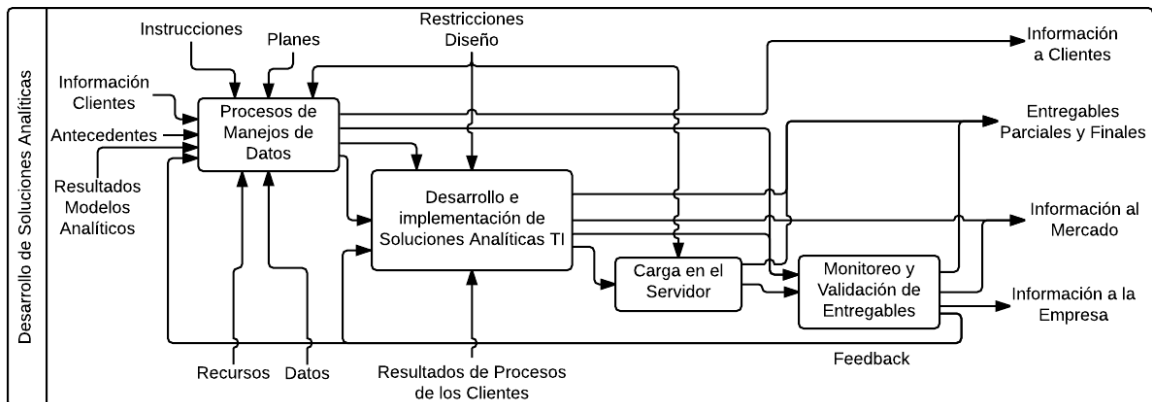 Desarrollo de Soluciones Analíticas
Instrucciones
Planes
Restricciones
Diseño
Información
a Clientes
Información
Clientes
Antecedentes
Resultados
Modelos
Analíticos
Procesos de
Manejos de
Datos
Entregables
Parciales y Finales
Desarrollo e
implementación de
Soluciones Analíticas TI
Información al
Mercado
Carga en el
Servidor
Monitoreo y
Validación de
Entregables
Información a la
Empresa
Feedback
Recursos
Datos
Resultados de Procesos
de los Clientes